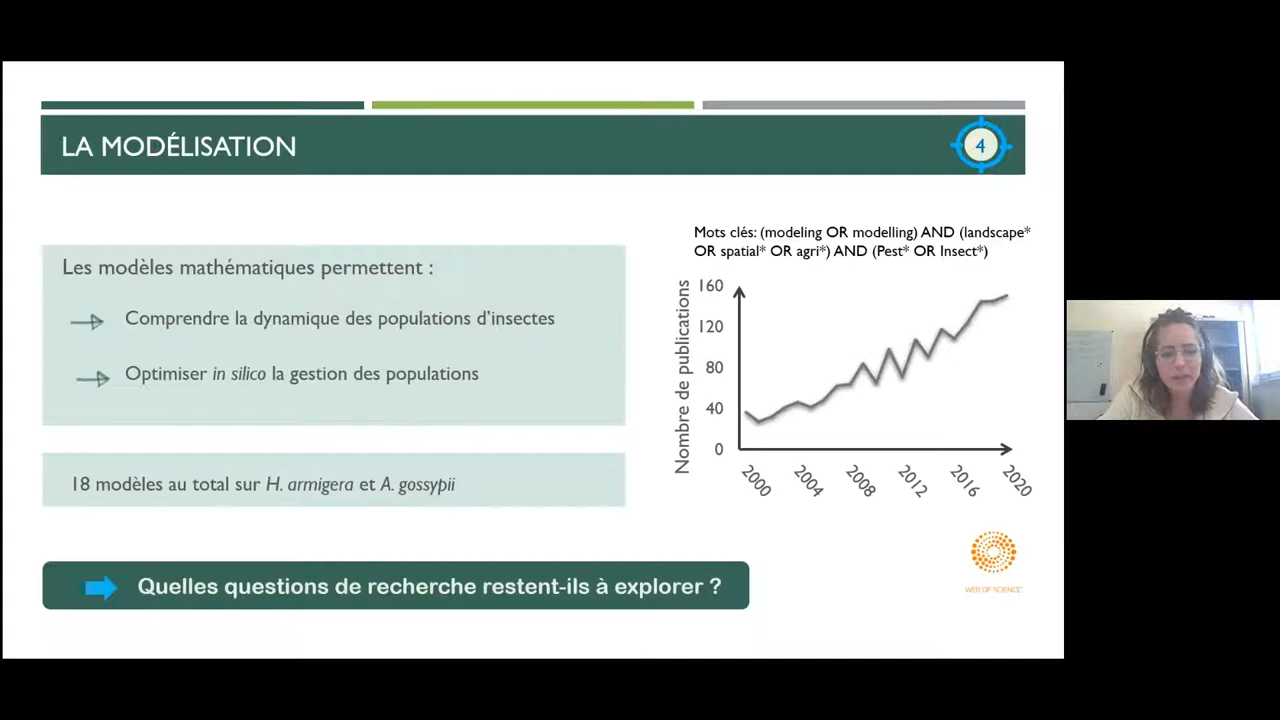 LA MODÉLISATION
4
Les modèles mathématiques permettent :
Comprendre la dynamique des populations d'insectes
Optimiser in silico la gestion des populations
18 modèles au total sur H. armigera et A. gossypii
Quelles questions de recherche restent-ils à explorer ?
Mots clés: (modeling OR modelling) AND (landscape*
OR spatial* OR agri*) AND (Pest* OR Insect*)
Nombre de publications
160
120
80
40
0
2000
2004
2008
2012
2016
2020
WEB OF SCIENCE